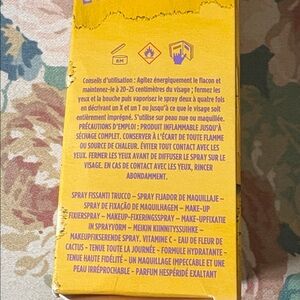 8M
Conseils d'utilisation : Agitez énergiquement le flacon et
maintenez-le à 20-25 centimètres du visage ; fermez les
yeux et la bouche puis vaporisez le spray deux à quatre fois
en décrivant un X et un T ou jusqu'à ce que le visage soit
entièrement imprégné. S'utilise sur peau nue ou maquillée.
PRÉCAUTIONS D'EMPLOI : PRODUIT INFLAMMABLE JUSQU'À
SÉCHAGE COMPLET. CONSERVER À L'ÉCART DE TOUTE FLAMME
OU SOURCE DE CHALEUR. ÉVITER TOUT CONTACT AVEC LES
YEUX. FERMER LES YEUX AVANT DE DIFFUSER LE SPRAY SUR LE
VISAGE. EN CAS DE CONTACT AVEC LES YEUX, RINCER
ABONDAMMENT.
SPRAY FISSANTI TRUCCO – SPRAY FIJADOR DE MAQUILLAJE –
SPRAY DE FIXAÇÃO DE MAQUILHAGEM – MAKE-UP
FIXIERSPRAY – MAKEUP-FIXERINGSSPRAY – MAKE-UPFIXATIE
IN SPRAYVORM – MEIKIN KIINNITYSSUIHKE –
MAKEUPFIKSERENDE SPRAY, VITAMINE C – EAU DE FLEUR DE
CACTUS – TENUE TOUTE LA JOURNÉE – FORMULE HYDRATANTE –
TENUE HAUTE FIDÉLITÉ – UN MAQUILLAGE IMPECCABLE ET UNE
PEAU IRRÉPROCHABLE – PARFUM HESPÉRIDÉ EXALTANT